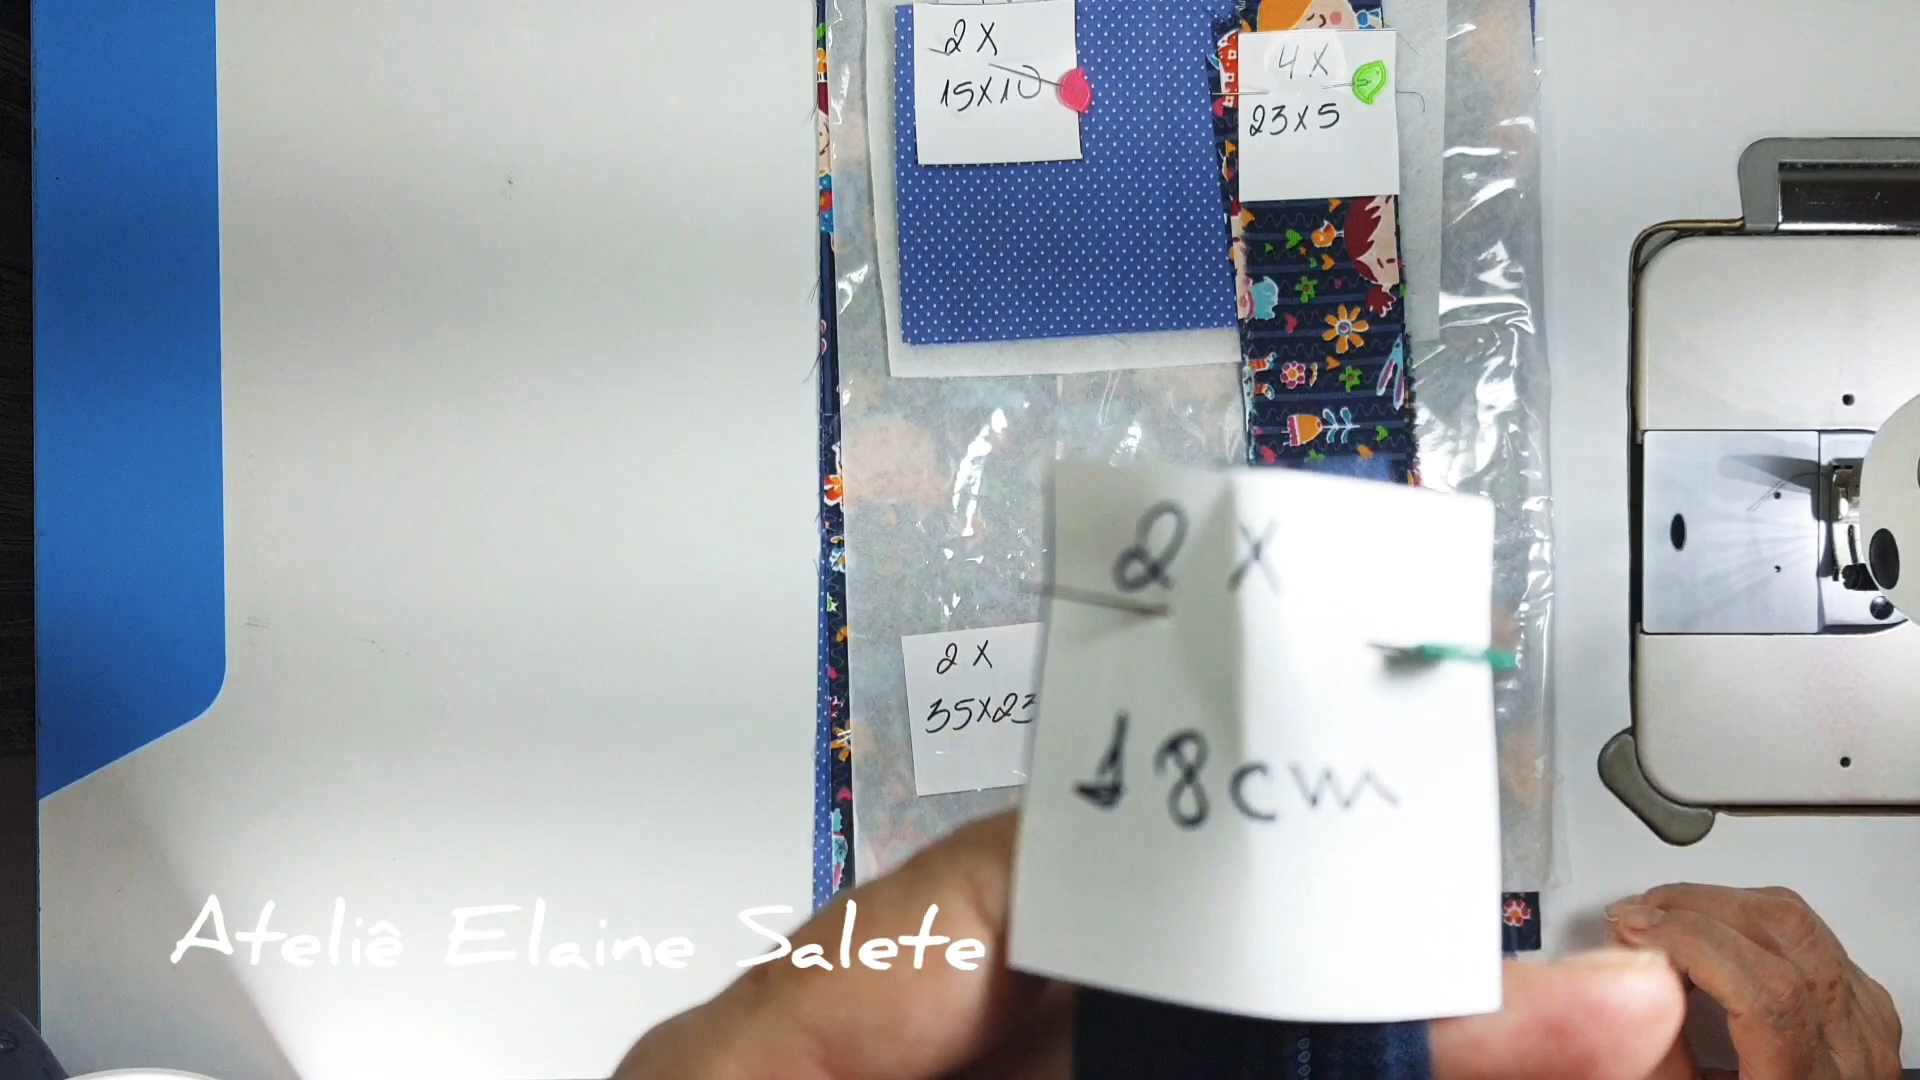 2 X
15X10
4 X
23X5
2 X
18cm
2 X
35X23
Ateliê Elaine Salete